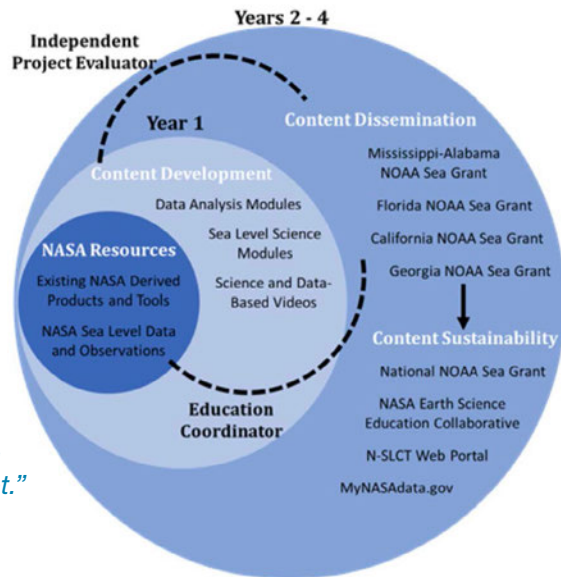 Years 2 - 4
Independent
Project Evaluator
Year 1
Content Dissemination
Mississippi-Alabama
NOAA Sea Grant
Florida NOAA Sea Grant
California NOAA Sea Grant
Georgia NOAA Sea Grant
Content Development
Data Analysis Modules
Sea Level Science
Modules
Science and Data-
Based Videos
NASA Resources
Existing NASA Derived
Products and Tools
NASA Sea Level Data
and Observations
Education
Coordinator
Content Sustainability
National NOAA Sea Grant
NASA Earth Science
Education Collaborative
N-SLCT Web Portal
MyNASAdata.gov
t.”